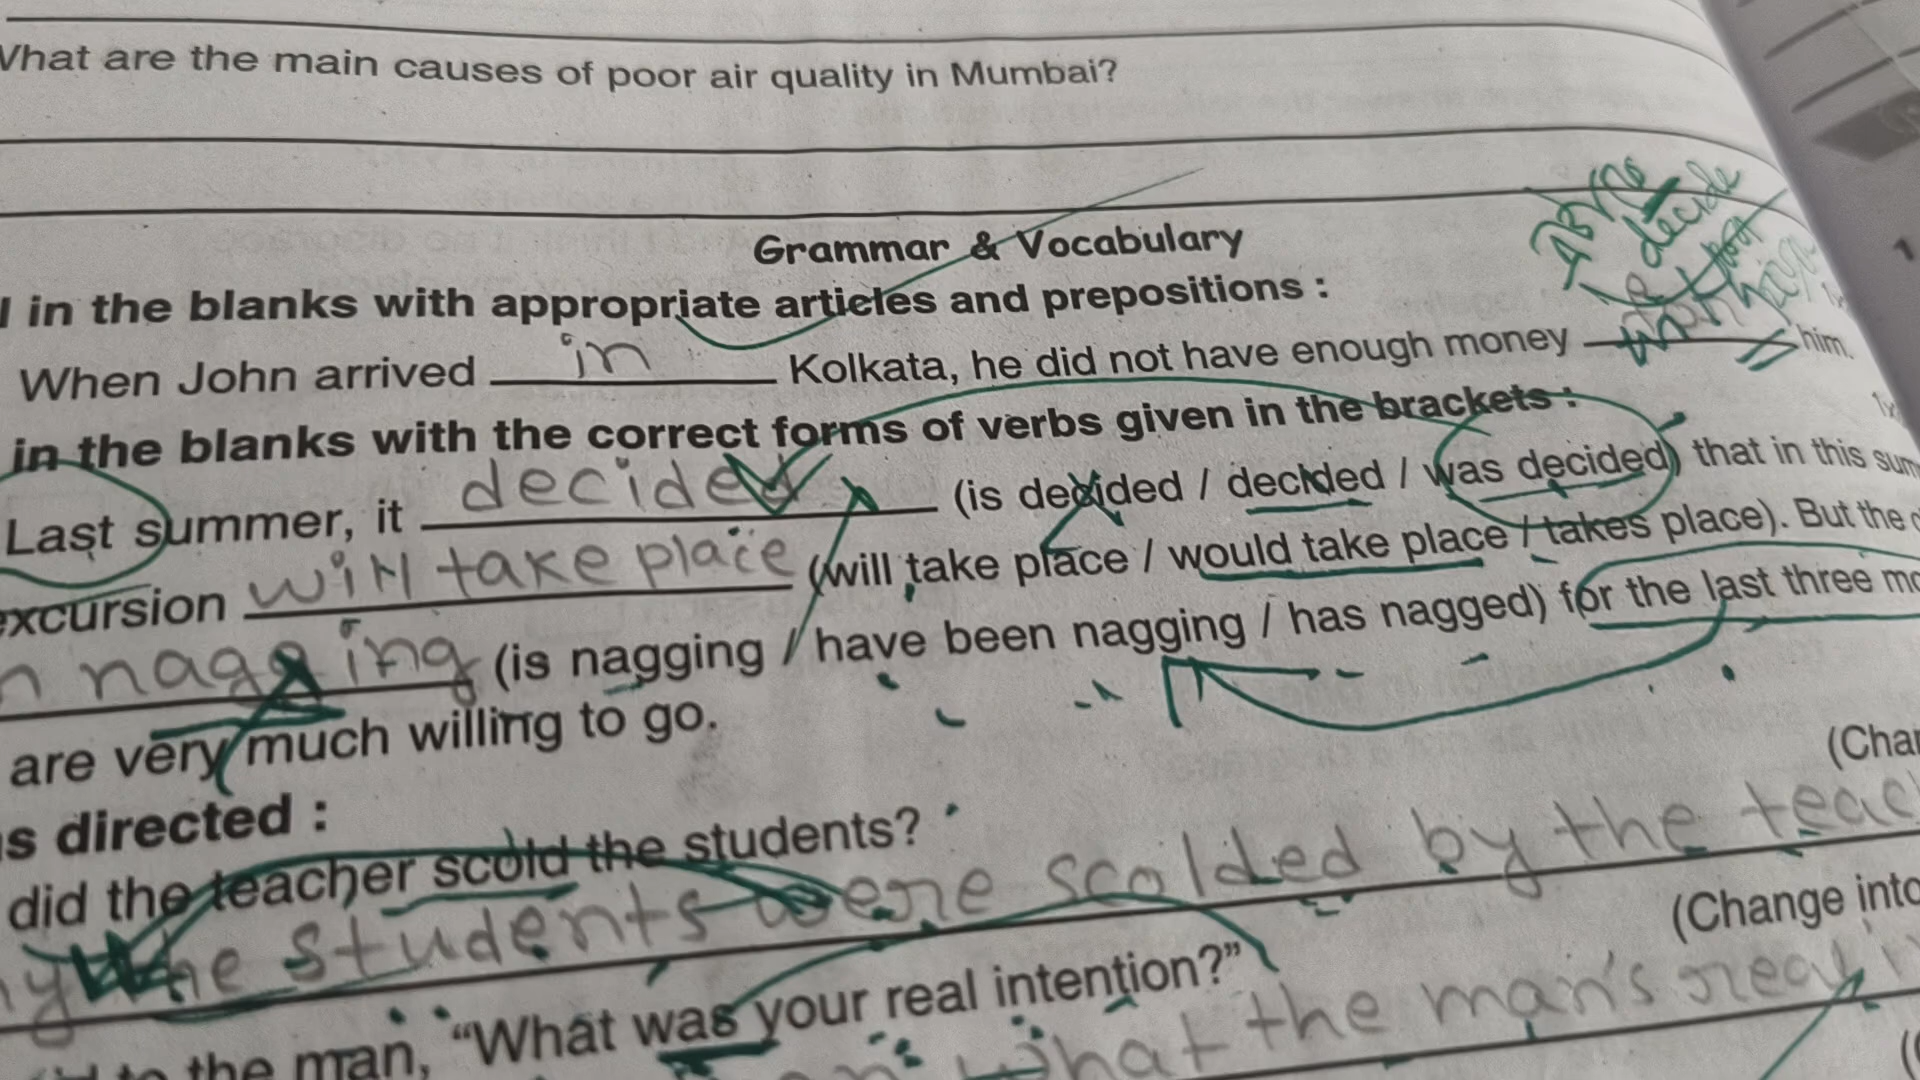 What are the main causes of poor air quality in Mumbai?
Grammar & Vocabulary
in the blanks with appropriate articles and prepositions :
When John arrived in Kolkata, he did not have enough money him.
in the blanks with the correct forms of verbs given in the brackets :
Last summer, it decided (is decided / decided / was decided) that in this
excursion will take place (will take place / would take place / takes place). But the
nagging (is nagging / have been nagging / has nagged) for the last three
are very much willing to go.
directed :
did the teacher scold the students?
the students were scolded by the
(Change into
to the man, "What was your real intention?"
what the man's real